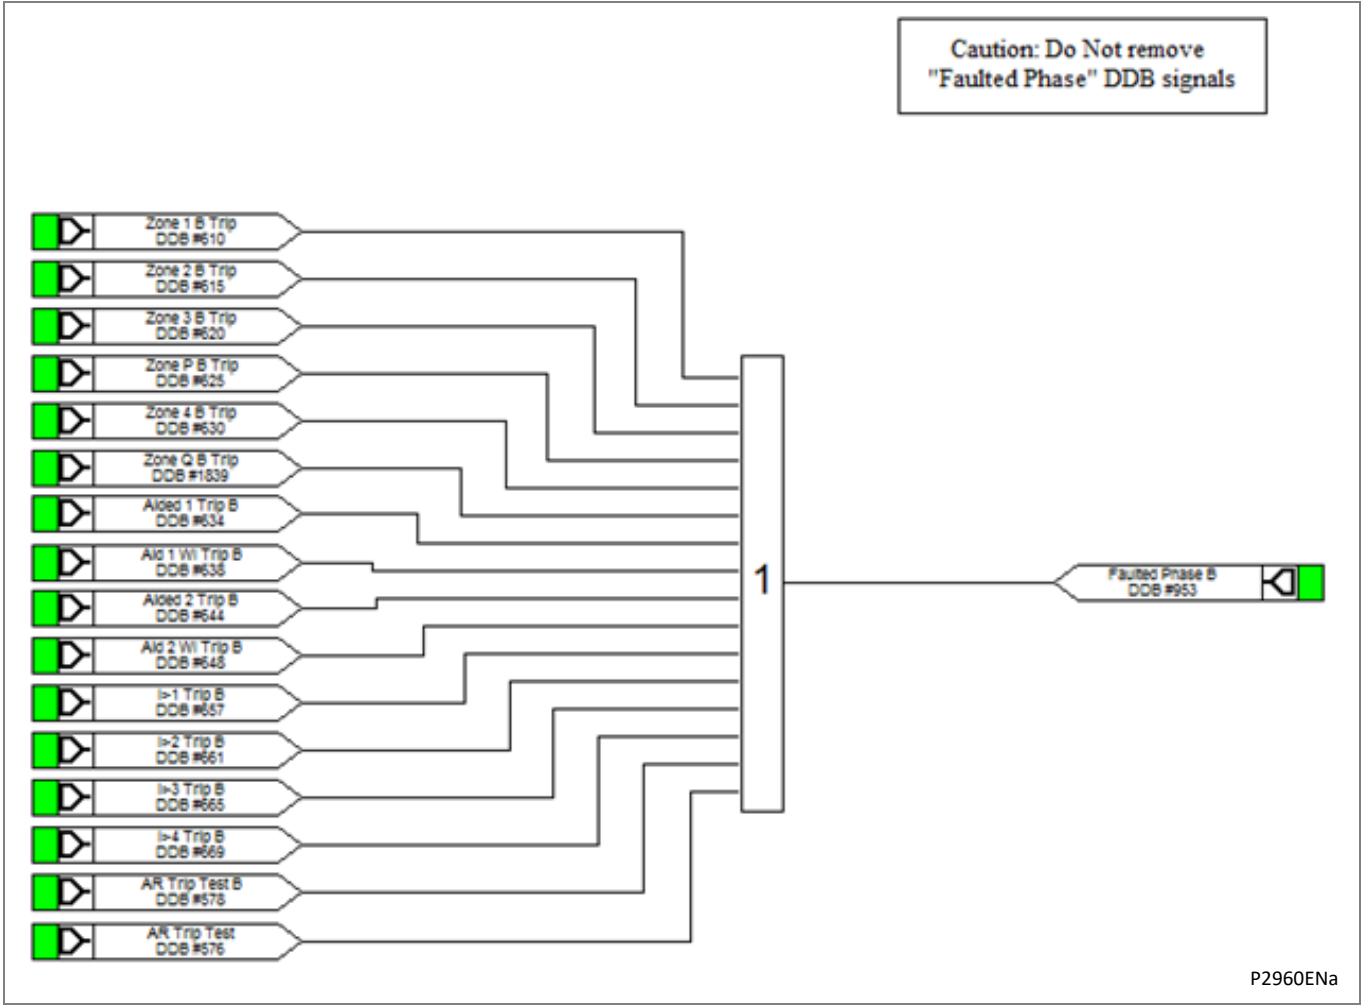 Caution: Do Not remove
"Faulted Phase" DDB signals
Zone 1 B Trip
DDB #610
Zone 2 B Trip
DDB #615
Zone 3 B Trip
DDB #620
Zone P B Trip
DDB #625
Zone 4 B Trip
DDB #630
Zone Q B Trip
DDB #1839
Aided 1 Trip B
DDB #634
Aid 1 WI Trip B
DDB #638
Aided 2 Trip B
DDB #644
Aid 2 WI Trip B
DDB #648
I>1 Trip B
DDB #657
I>2 Trip B
DDB #661
I>3 Trip B
DDB #665
I>4 Trip B
DDB #669
AR Trip Test B
DDB #578
AR Trip Test
DDB #576
1
Faulted Phase B
DDB #953
P2960ENa